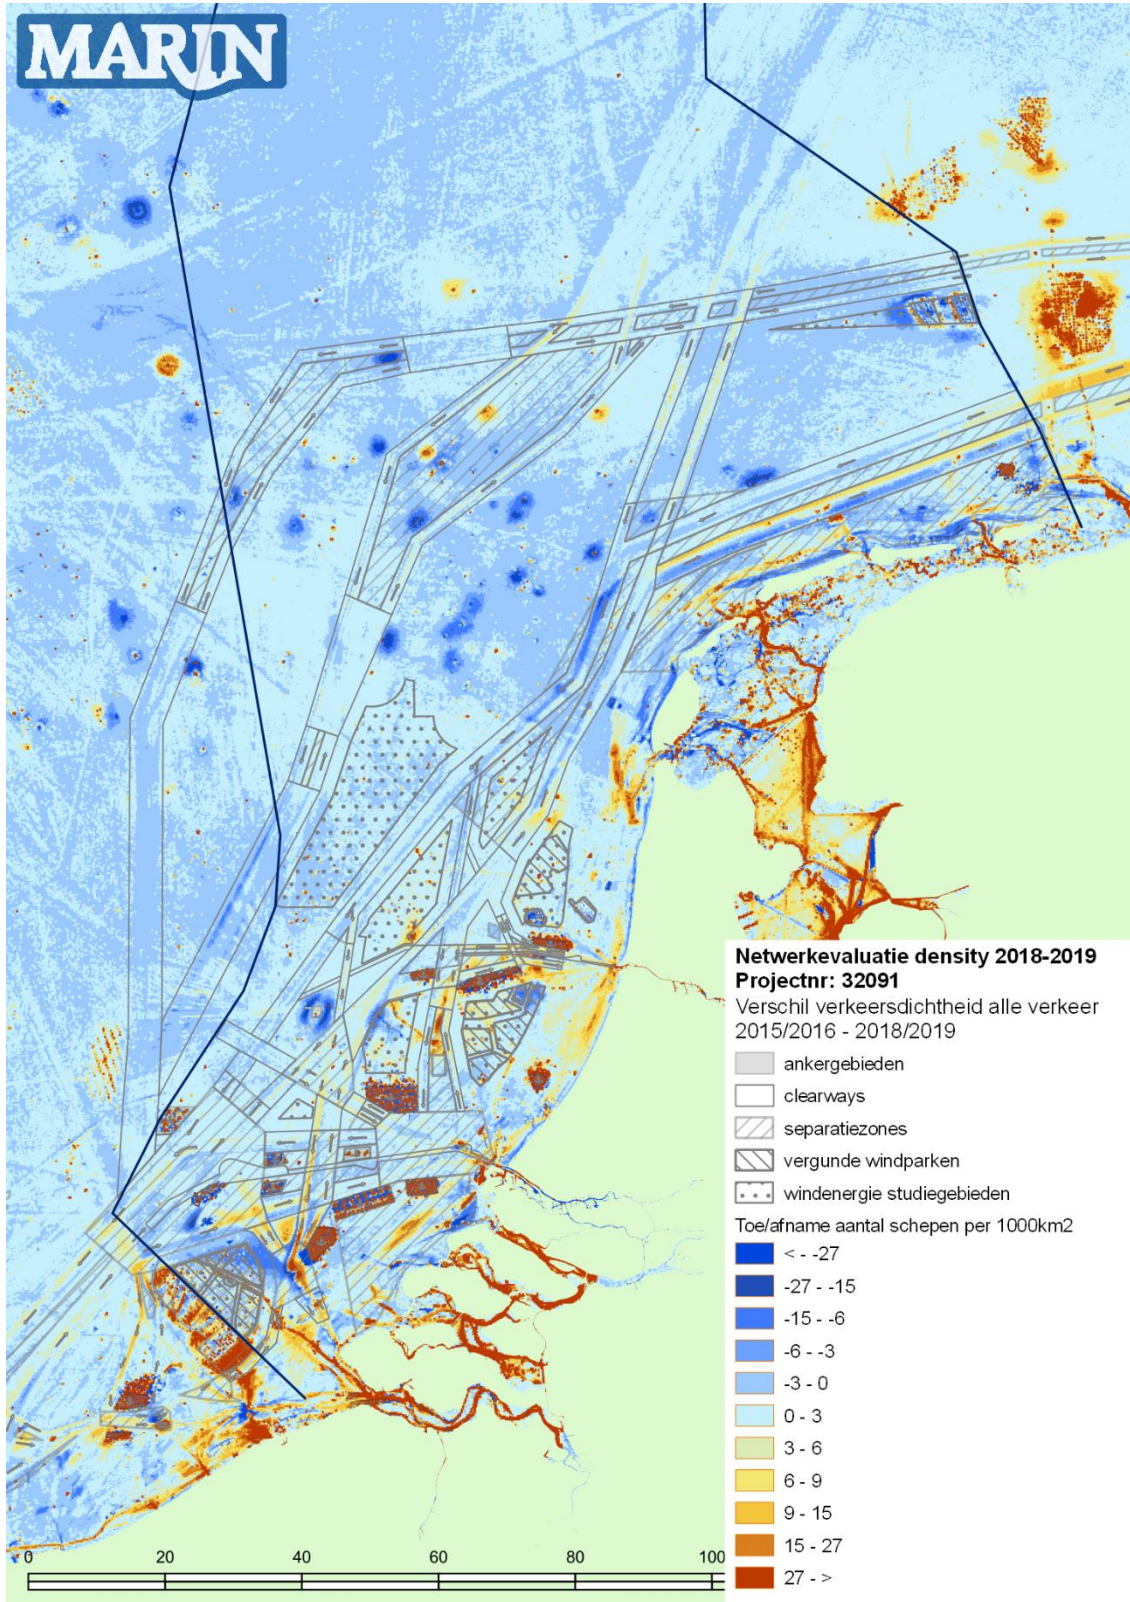 MARIN
Netwerkevaluatie density 2018-2019
Projectnr: 32091
Verschil verkeersdichtheid alle verkeer
2015/2016 - 2018/2019
ankergebieden
clearways
separatiezones
vergunde windparken
windenergie studiegebieden
Toe/afname aantal schepen per 1000km2
< --27
-27 - -15
-15 - -6
-6 - -3
-3 - 0
0 - 3
3 - 6
6 - 9
9 - 15
15 - 27
27 - >
0 20 40 60 80 100